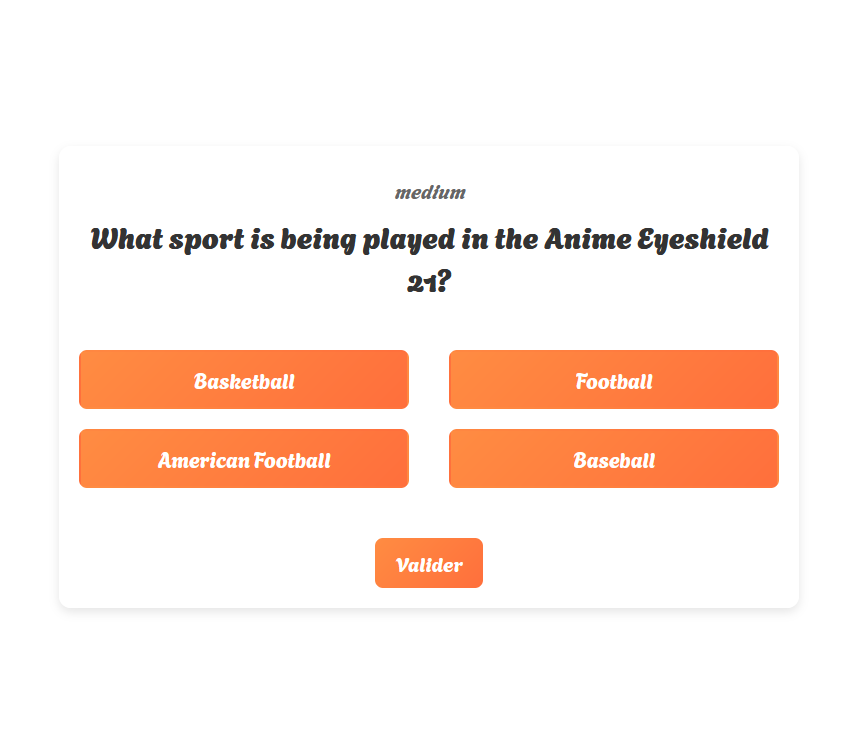 medium
What sport is being played in the Anime Eyeshield
21?
Basketball
Football
American Football
Baseball
Valider